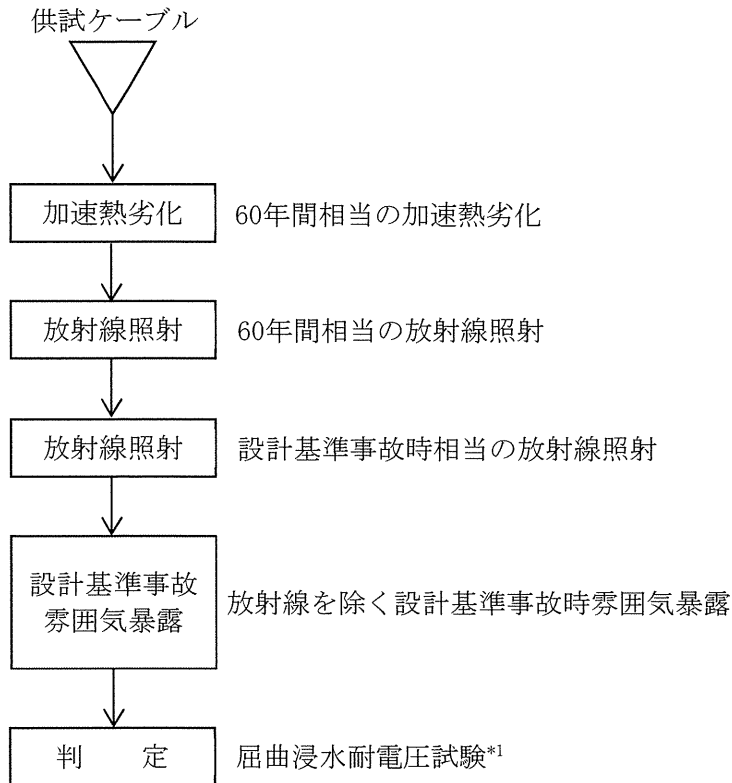 供試ケーブル
加速熱劣化 60年間相当の加速熱劣化
放射線照射 60年間相当の放射線照射
放射線照射 設計基準事故時相当の放射線照射
設計基準事故
雰囲気暴露
放射線を除く設計基準事故時雰囲気暴露
判 定 屈曲浸水耐電圧試験*1